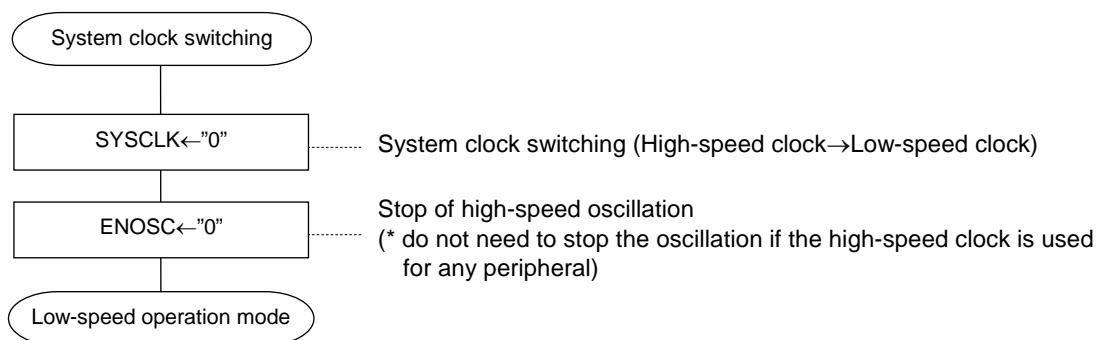 System clock switching
SYSCLK←”0”
System clock switching (High-speed clock→Low-speed clock)
ENOSC←”0”
Stop of high-speed oscillation
(* do not need to stop the oscillation if the high-speed clock is used
for any peripheral)
Low-speed operation mode